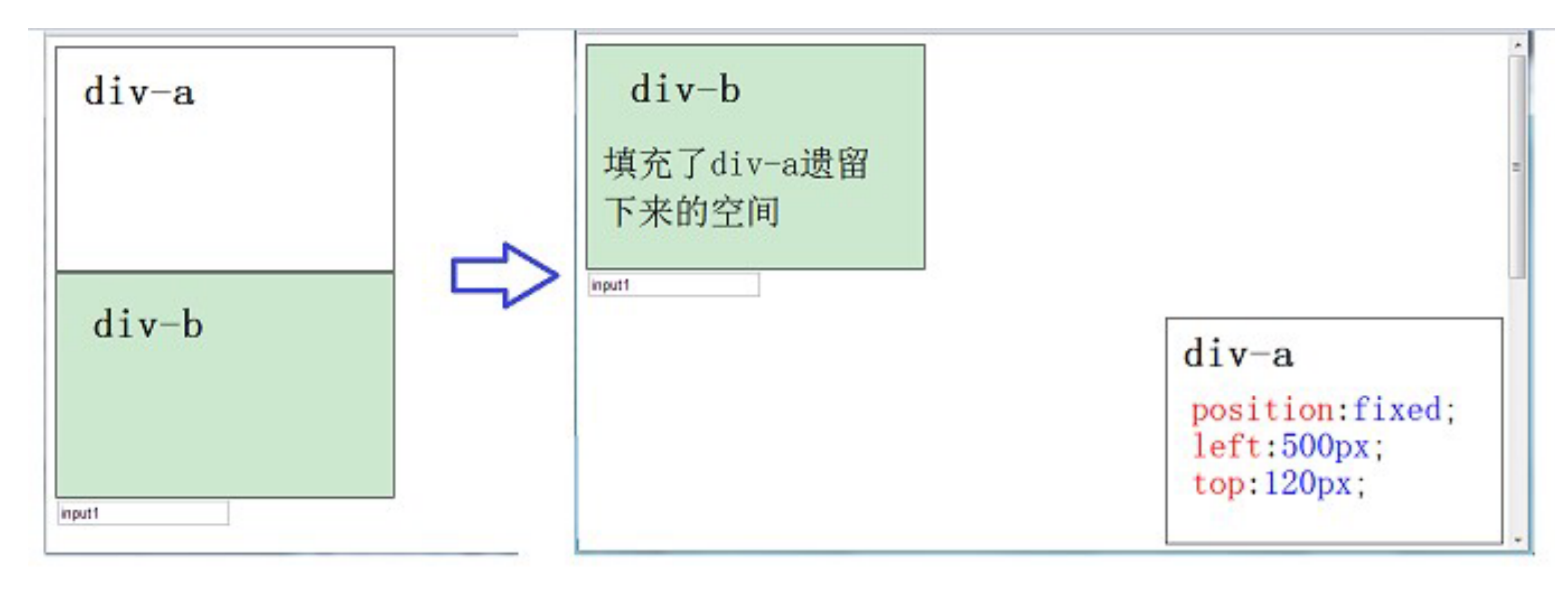 div-a
div-b
input1
div-b
填充了div-a遗留
下来的空间
input1
div-a
position:fixed;
left:500px;
top:120px;